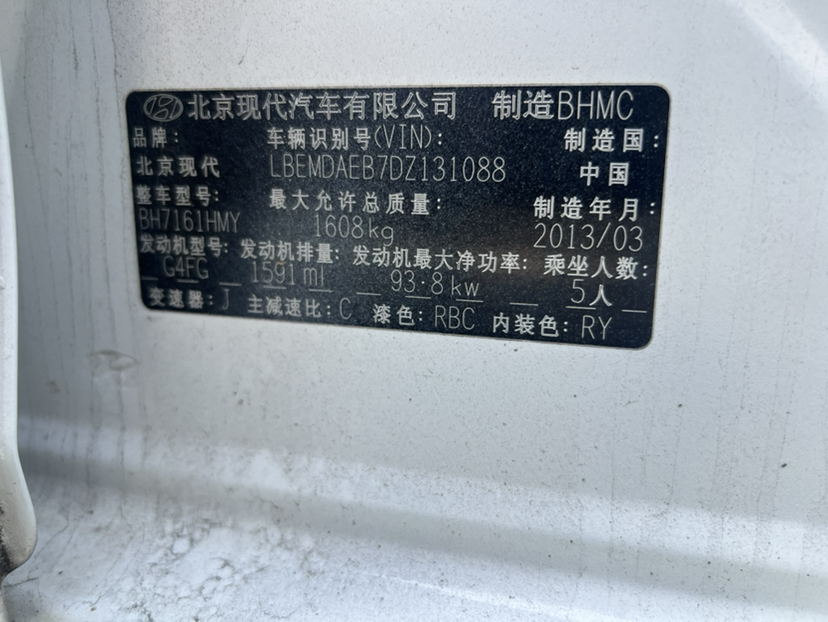 北京现代汽车有限公司 制造BHMC
品牌: 车辆识别号(VIN): 制造国:
北京现代 LBEMDAEB7DZ131088 中国
整车型号: 最大允许总质量: 制造年月:
BH7161HMY 1608kg 2013/03
发动机型号: 发动机排量: 发动机最大净功率: 乘坐人数:
G4FG 1591ml 93.8kw 5人
变速器: J 主减速比: C 漆色: RBC 内装色: RY